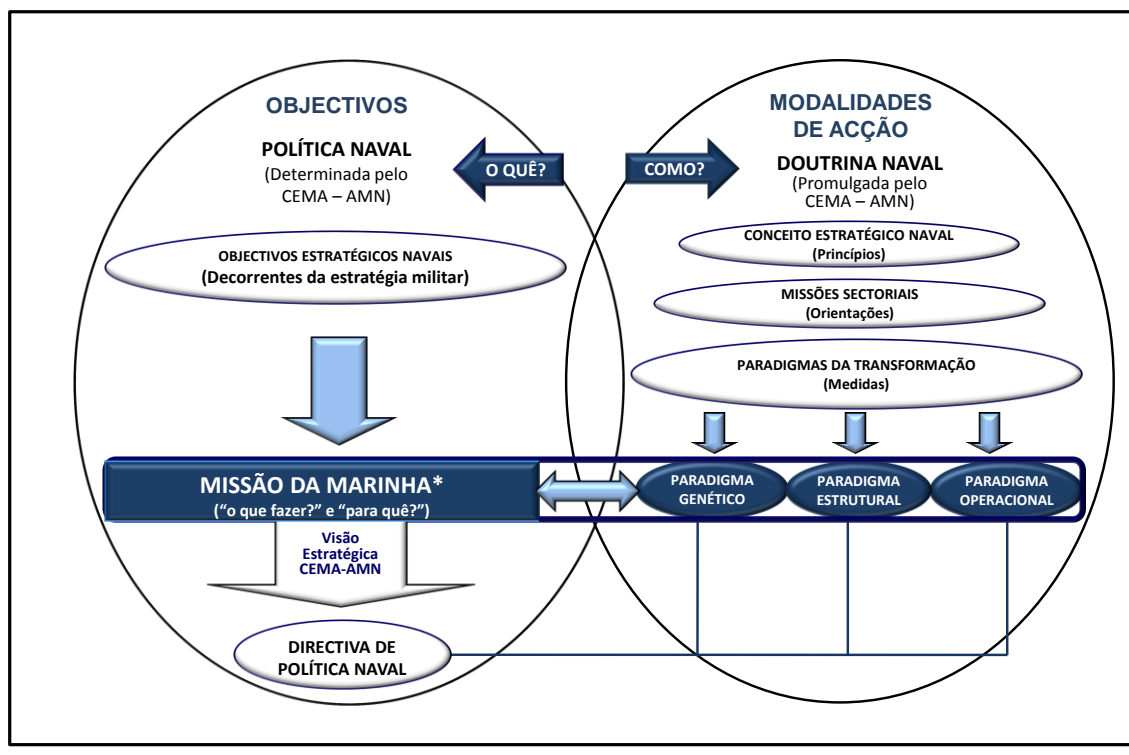 OBJECTIVOS
POLÍTICA NAVAL
(Determinada pelo
CEMA – AMN)
O QUÊ?
COMO?
MODALIDADES
DE ACÇÃO
DOUTRINA NAVAL
(Promulgada pelo
CEMA – AMN)
OBJECTIVOS ESTRATÉGICOS NAVAIS
(Decorrentes da estratégia militar)
CONCEITO ESTRATÉGICO NAVAL
(Princípios)
MISSÕES SECTORIAIS
(Orientações)
PARADIGMAS DA TRANSFORMAÇÃO
(Medidas)
MISSÃO DA MARINHA*
(“o que fazer?” e “para quê?”)
PARADIGMA
GENÉTICO
PARADIGMA
ESTRUTURAL
PARADIGMA
OPERACIONAL
Visão
Estratégica
CEMA-AMN
DIRECTIVA DE
POLÍTICA NAVAL